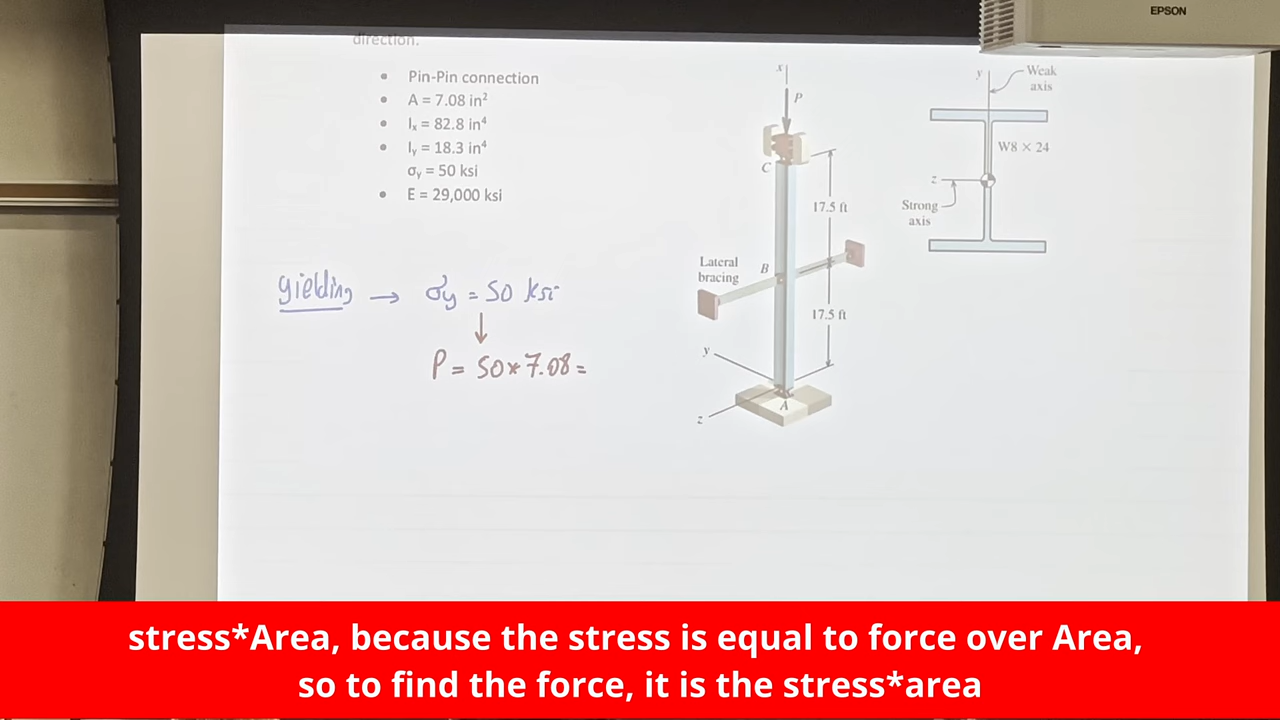 EPSON
direction.
• Pin-Pin connection
• A = 7.08 in²
• Iₓ = 82.8 in⁴
• Iᵧ = 18.3 in⁴
σᵧ = 50 ksi
• E = 29,000 ksi
yielding → σy = 50 ksi
P = 50*7.08 =
x
P
C
17.5 ft
Lateral
bracing
B
17.5 ft
y
z
A
y
Weak
axis
W8 × 24
z
Strong
axis
stress*Area, because the stress is equal to force over Area,
so to find the force, it is the stress*area